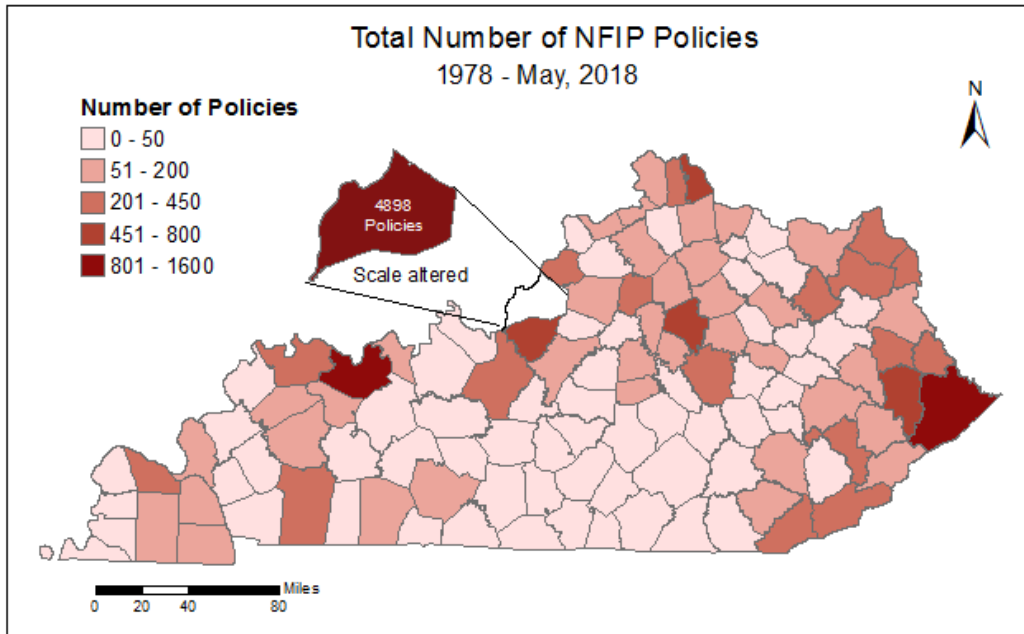 Total Number of NFIP Policies
1978 - May, 2018
N
Number of Policies
0 - 50
51 - 200
201 - 450
451 - 800
801 - 1600
4898
Policies
Scale altered
Miles
0 20 40 80